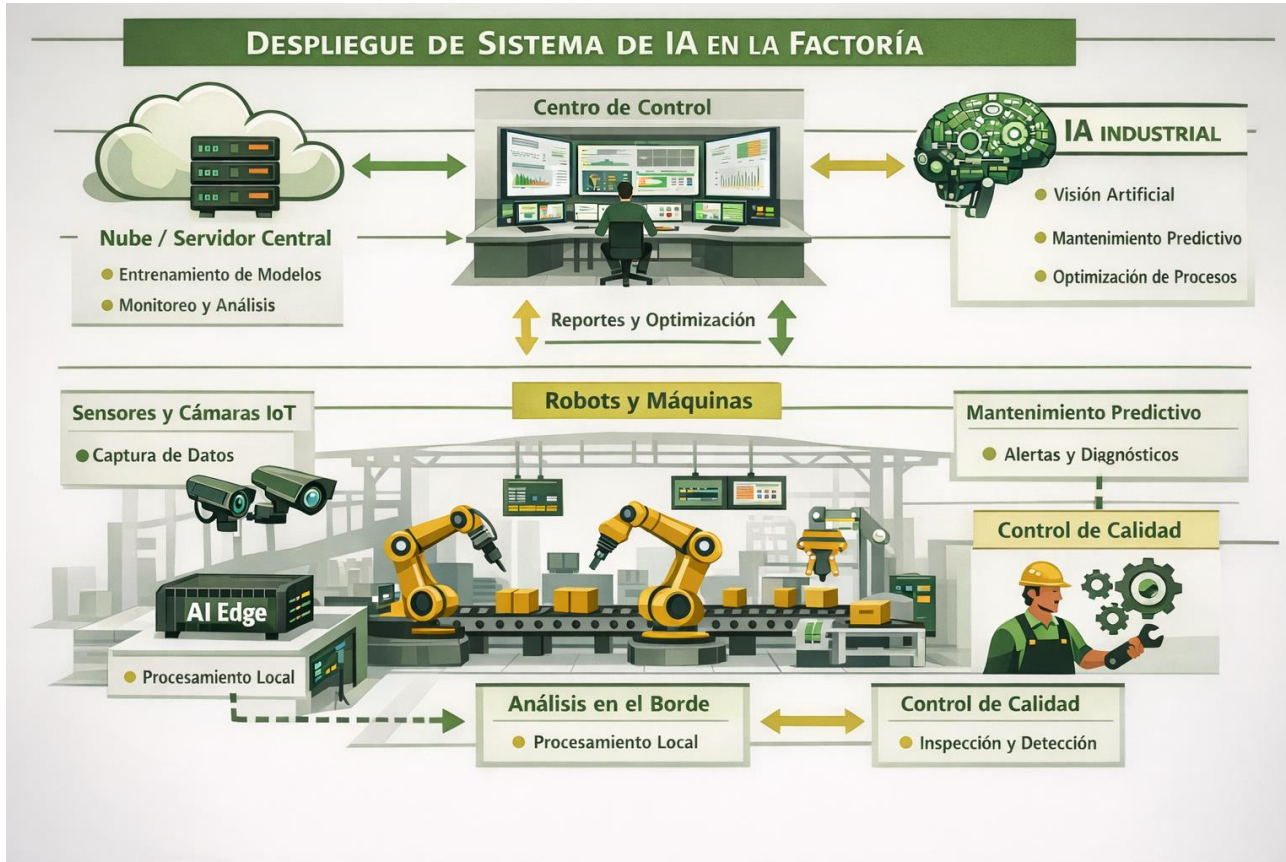 DESPLIEGUE DE SISTEMA DE IA EN LA FACTORÍA
Centro de Control
IA INDUSTRIAL
Visión Artificial
Mantenimiento Predictivo
Optimización de Procesos
Nube / Servidor Central
Entrenamiento de Modelos
Monitoreo y Análisis
Reportes y Optimización
Sensores y Cámaras IoT
Captura de Datos
Robots y Máquinas
Mantenimiento Predictivo
Alertas y Diagnósticos
Control de Calidad
AI Edge
Procesamiento Local
Análisis en el Borde
Procesamiento Local
Control de Calidad
Inspección y Detección